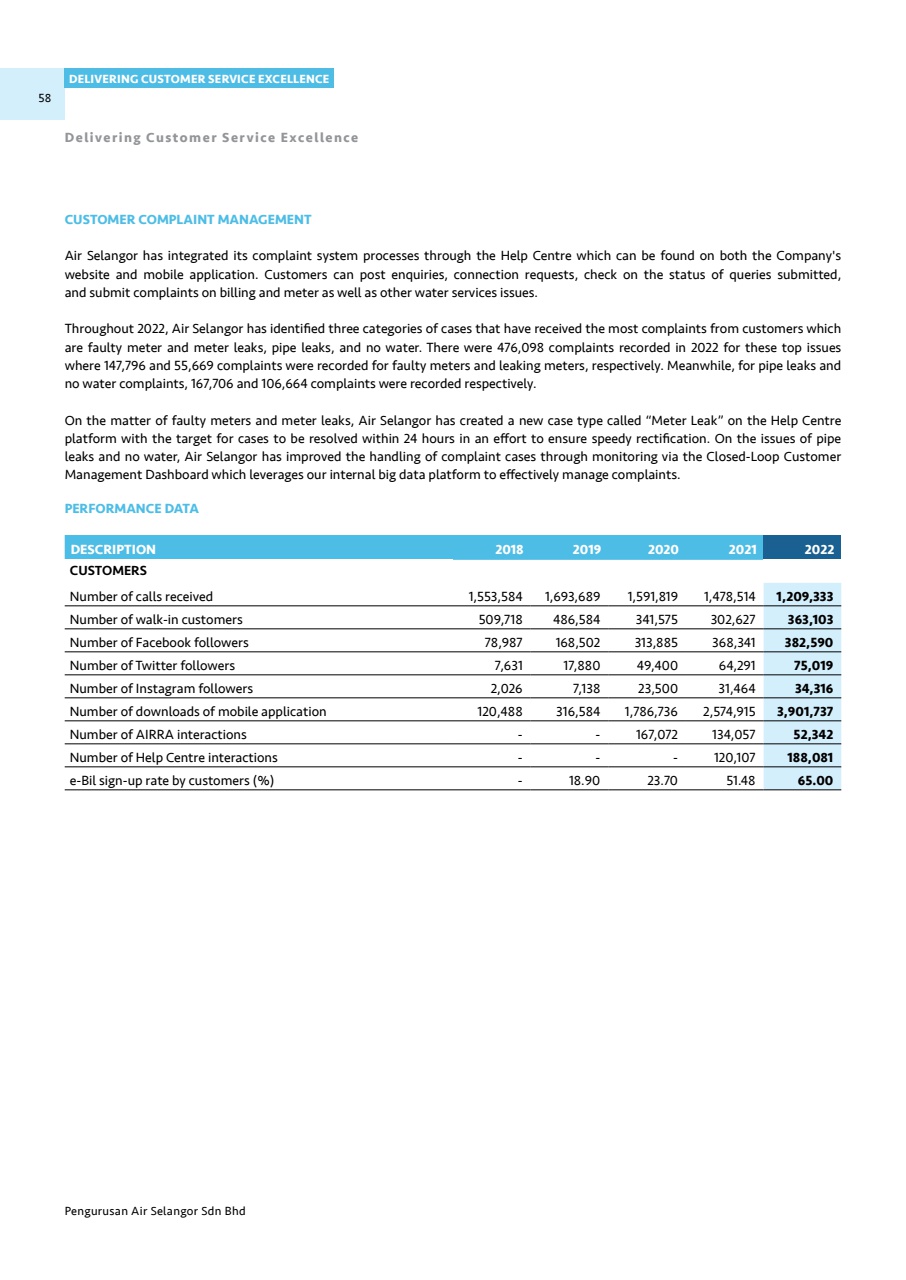 DELIVERING CUSTOMER SERVICE EXCELLENCE
58
Delivering Customer Service Excellence
CUSTOMER COMPLAINT MANAGEMENT
Air Selangor has integrated its complaint system processes through the Help Centre which can be found on both the Company's
website and mobile application. Customers can post enquiries, connection requests, check on the status of queries submitted,
and submit complaints on billing and meter as well as other water services issues.
Throughout 2022, Air Selangor has identified three categories of cases that have received the most complaints from customers which
are faulty meter and meter leaks, pipe leaks, and no water. There were 476,098 complaints recorded in 2022 for these top issues
where 147,796 and 55,669 complaints were recorded for faulty meters and leaking meters, respectively. Meanwhile, for pipe leaks and
no water complaints, 167,706 and 106,664 complaints were recorded respectively.
On the matter of faulty meters and meter leaks, Air Selangor has created a new case type called “Meter Leak” on the Help Centre
platform with the target for cases to be resolved within 24 hours in an effort to ensure speedy rectification. On the issues of pipe
leaks and no water, Air Selangor has improved the handling of complaint cases through monitoring via the Closed-Loop Customer
Management Dashboard which leverages our internal big data platform to effectively manage complaints.
PERFORMANCE DATA
DESCRIPTION 2018 2019 2020 2021 2022
CUSTOMERS
Number of calls received 1,553,584 1,693,689 1,591,819 1,478,514 1,209,333
Number of walk-in customers 509,718 486,584 341,575 302,627 363,103
Number of Facebook followers 78,987 168,502 313,885 368,341 382,590
Number of Twitter followers 7,631 17,880 49,400 64,291 75,019
Number of Instagram followers 2,026 7,138 23,500 31,464 34,316
Number of downloads of mobile application 120,488 316,584 1,786,736 2,574,915 3,901,737
Number of AIRRA interactions - - 167,072 134,057 52,342
Number of Help Centre interactions - - - 120,107 188,081
e-Bil sign-up rate by customers (%) - 18.90 23.70 51.48 65.00
Pengurusan Air Selangor Sdn Bhd